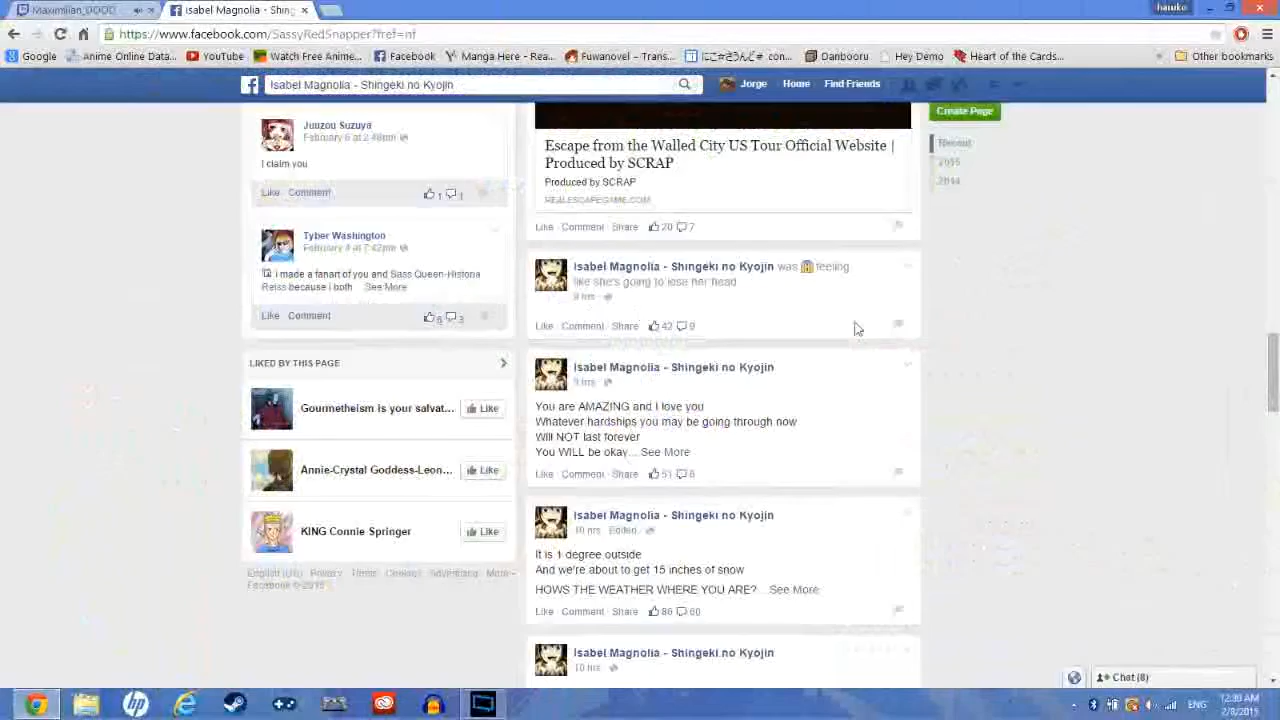 Maximilian_DOOD
Isabel Magnolia - Shing
hauko
https://www.facebook.com/SassyRedSnapper?fref=nf
Google
Anime Online Data...
YouTube
Watch Free Anime...
Facebook
Manga Here - Rea...
Fuwanovel – Trans...
にほさんどん☆ con...
Danbooru
Hey Demo
Heart of the Cards...
Other bookmarks
Isabel Magnolia - Shingeki no Kyojin
Jorge
Home
Find Friends
Juuzou Suzuya
February 6 at 2:48pm
I claim you
Like Comment 1 1
Tyber Washington
February 4 at 7:42pm
i made a fanart of you and Sass Queen-Historia
Reiss because i both ... See More
Like Comment 6 3
LIKED BY THIS PAGE
Gourmetheism is your salvat...
Like
Annie-Crystal Goddess-Leon...
Like
KING Connie Springer
Like
English (US) · Privacy · Terms · Cookies · Advertising · More
Facebook © 2015
Escape from the Walled City US Tour Official Website |
Produced by SCRAP
Produced by SCRAP
REALESCAPEGAME.COM
Like · Comment · Share 20 7
Isabel Magnolia - Shingeki no Kyojin was feeling
like she's going to lose her head
9 hrs
Like · Comment · Share 42 9
Isabel Magnolia - Shingeki no Kyojin
9 hrs
You are AMAZING and I love you
Whatever hardships you may be going through now
Will NOT last forever
You WILL be okay... See More
Like · Comment · Share 51 6
Isabel Magnolia - Shingeki no Kyojin
10 hrs · Edited
It is 1 degree outside
And we're about to get 15 inches of snow
HOWS THE WEATHER WHERE YOU ARE?... See More
Like · Comment · Share 86 60
Isabel Magnolia - Shingeki no Kyojin
10 hrs
Create Page
Recent
2015
2014
Chat (8)
ENG
12:30 AM
2/8/2015